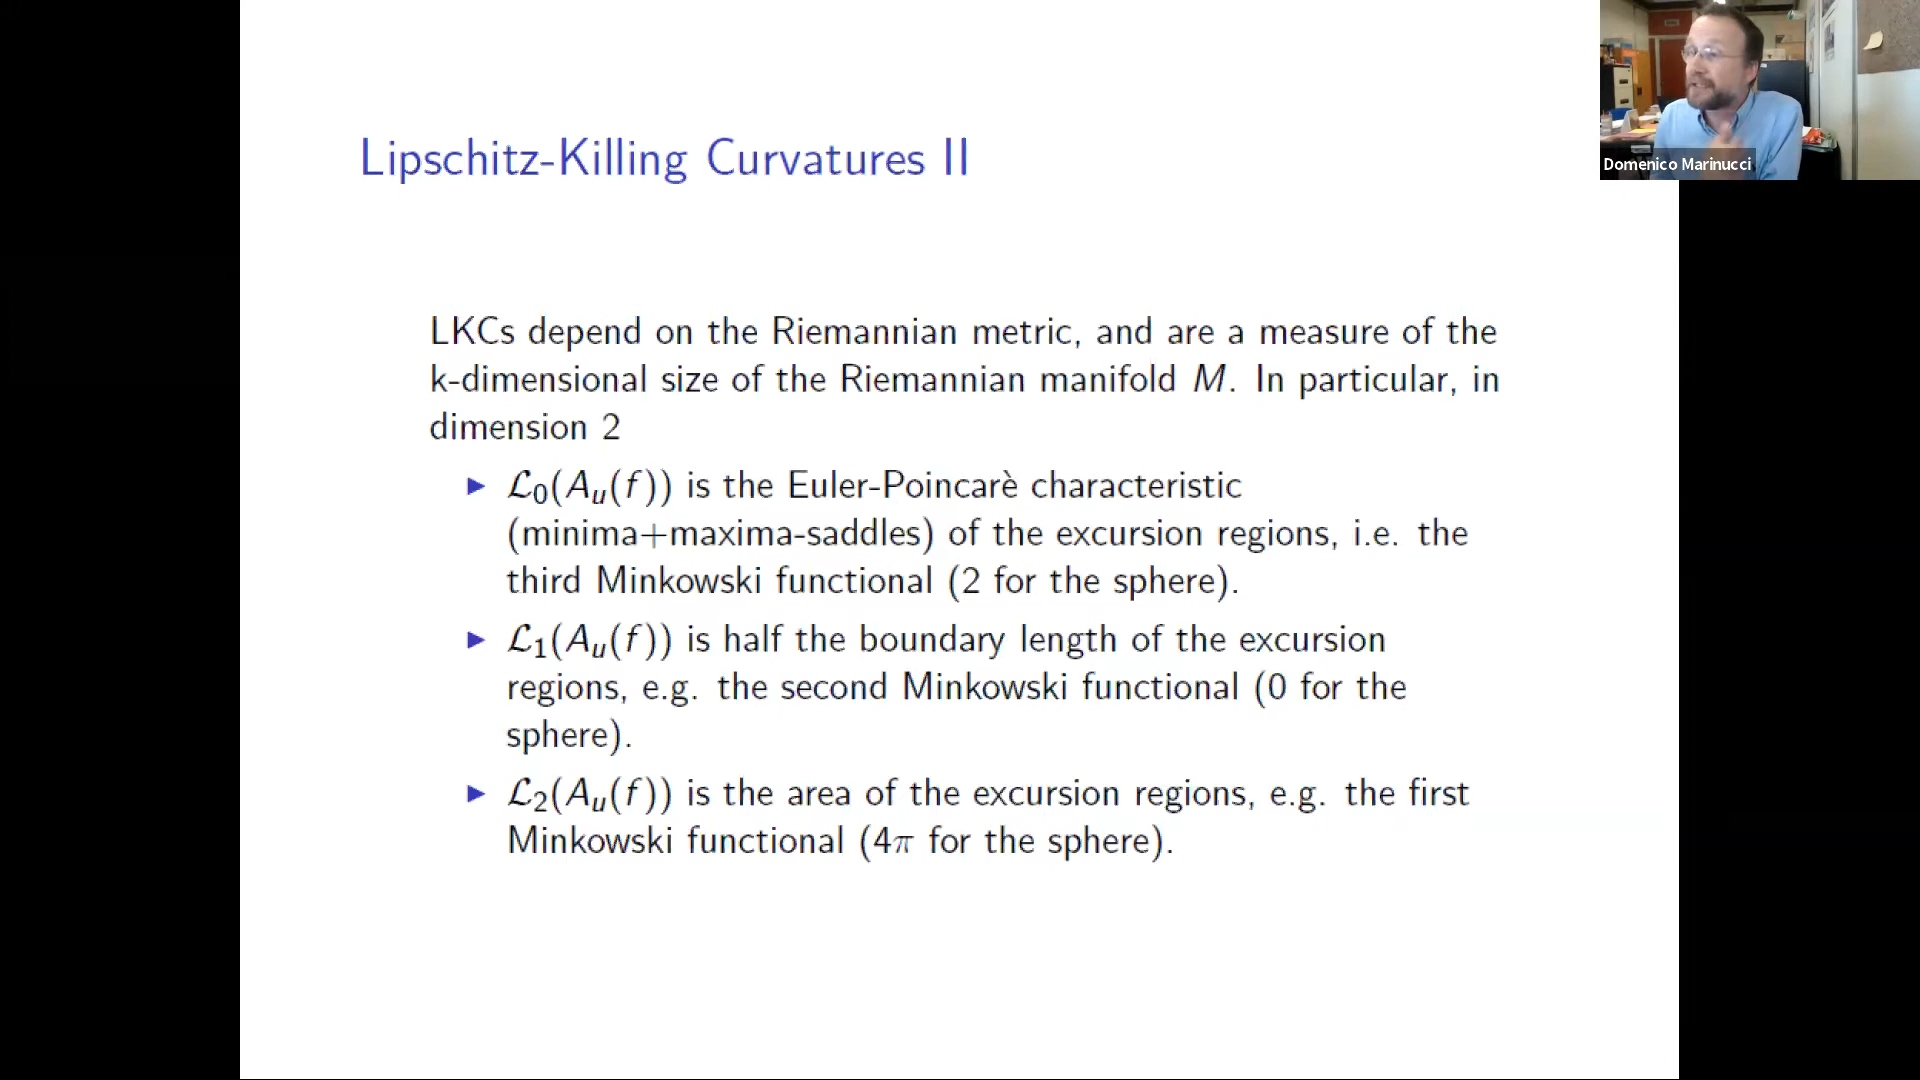 Domenico Marinucci
Lipschitz-Killing Curvatures II
LKCs depend on the Riemannian metric, and are a measure of the
k-dimensional size of the Riemannian manifold M. In particular, in
dimension 2
▶ ℒ₀(Aᵤ(f)) is the Euler-Poincarè characteristic
(minima+maxima-saddles) of the excursion regions, i.e. the
third Minkowski functional (2 for the sphere).
▶ ℒ₁(Aᵤ(f)) is half the boundary length of the excursion
regions, e.g. the second Minkowski functional (0 for the
sphere).
▶ ℒ₂(Aᵤ(f)) is the area of the excursion regions, e.g. the first
Minkowski functional (4π for the sphere).